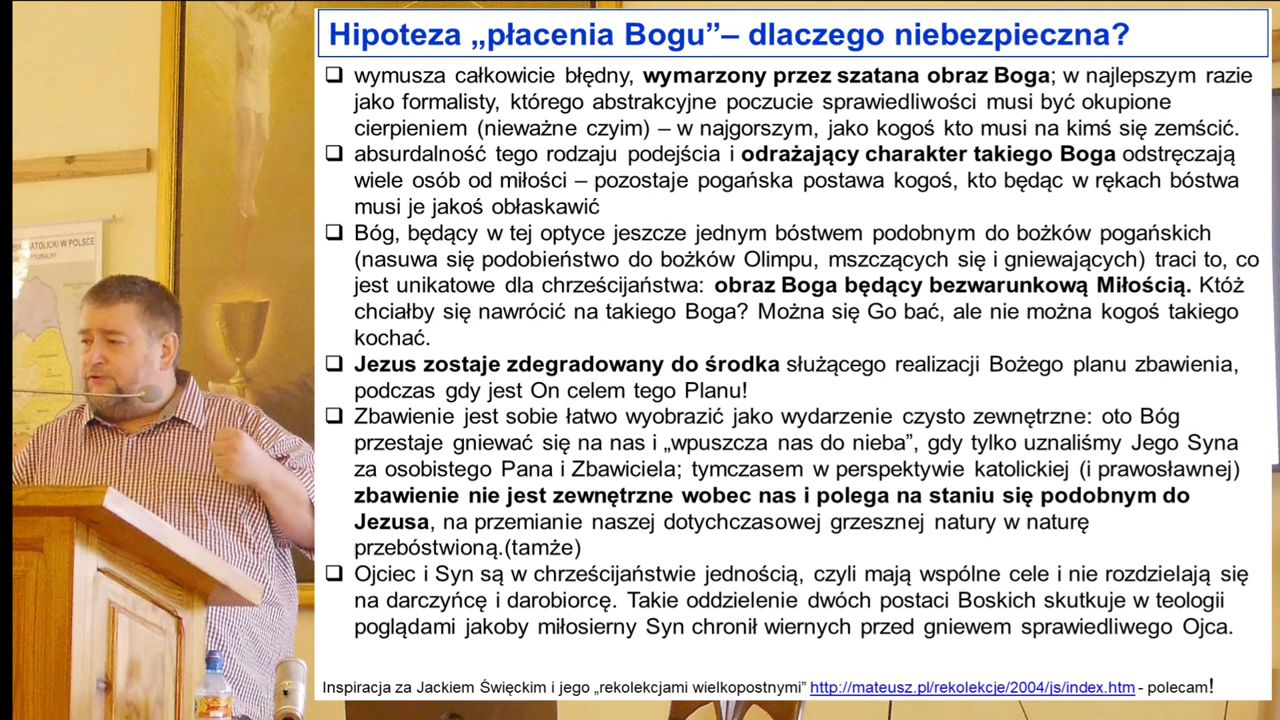 Hipoteza „płacenia Bogu”– dlaczego niebezpieczna?
❑ wymusza całkowicie błędny, wymarzony przez szatana obraz Boga; w najlepszym razie
jako formalisty, którego abstrakcyjne poczucie sprawiedliwości musi być okupione
cierpieniem (nieważne czyim) – w najgorszym, jako kogoś kto musi na kimś się zemścić.
❑ absurdalność tego rodzaju podejścia i odrażający charakter takiego Boga odstręczają
wiele osób od miłości – pozostaje pogańska postawa kogoś, kto będąc w rękach bóstwa
musi je jakoś obłaskawić
❑ Bóg, będący w tej optyce jeszcze jednym bóstwem podobnym do bożków pogańskich
(nasuwa się podobieństwo do bożków Olimpu, mszczących się i gniewających) traci to, co
jest unikatowe dla chrześcijaństwa: obraz Boga będący bezwarunkową Miłością. Któż
chciałby się nawrócić na takiego Boga? Można się Go bać, ale nie można kogoś takiego
kochać.
❑ Jezus zostaje zdegradowany do środka służącego realizacji Bożego planu zbawienia,
podczas gdy jest On celem tego Planu!
❑ Zbawienie jest sobie łatwo wyobrazić jako wydarzenie czysto zewnętrzne: oto Bóg
przestaje gniewać się na nas i „wpuszcza nas do nieba”, gdy tylko uznaliśmy Jego Syna
za osobistego Pana i Zbawiciela; tymczasem w perspektywie katolickiej (i prawosławnej)
zbawienie nie jest zewnętrzne wobec nas i polega na staniu się podobnym do
Jezusa, na przemianie naszej dotychczasowej grzesznej natury w naturę
przebóstwioną.(tamże)
❑ Ojciec i Syn są w chrześcijaństwie jednością, czyli mają wspólne cele i nie rozdzielają się
na darczyńcę i darobiorcę. Takie oddzielenie dwóch postaci Boskich skutkuje w teologii
poglądami jakoby miłosierny Syn chronił wiernych przed gniewem sprawiedliwego Ojca.
Inspiracja za Jackiem Święckim i jego „rekolekcjami wielkopostnymi” http://mateusz.pl/rekolekcje/2004/js/index.htm - polecam!
ATOLICKI W POLSCE